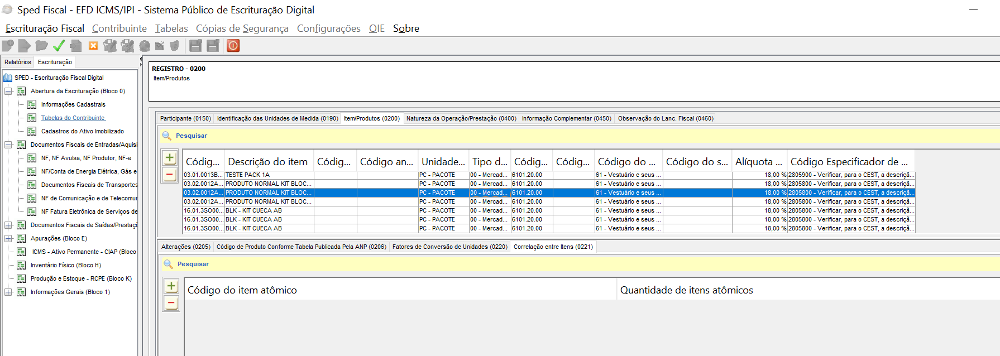 Sped Fiscal - EFD ICMS/IPI - Sistema Público de Escrituração Digital
Escrituração Fiscal Contribuinte Tabelas Cópias de Segurança Configurações OIE Sobre
Relatórios Escrituração
SPED - Escrituração Fiscal Digital
Abertura da Escrituração (Bloco 0)
Informações Cadastrais
Tabelas do Contribuinte
Cadastros do Ativo Imobilizado
Documentos Fiscais de Entradas/Aquisi
NF, NF Avulsa, NF Produtor, NF-e
NF/Conta de Energia Elétrica, Gás e
Documentos Fiscais de Transportes
NF de Comunicação e de Telecomun
NF Fatura Eletrônica de Serviços de
Documentos Fiscais de Saídas/Prestaçõ
Apurações (Bloco E)
ICMS - Ativo Permanente - CIAP (Bloco
Inventário Físico (Bloco H)
Produção e Estoque - RCPE (Bloco K)
Informações Gerais (Bloco 1)
REGISTRO - 0200
Item/Produtos
Participante (0150) Identificação das Unidades de Medida (0190) Item/Produtos (0200) Natureza da Operação/Prestação (0400) Informação Complementar (0450) Observação do Lanc. Fiscal (0460)
Pesquisar
Códig... Descrição do item Códig... Código an... Unidade... Tipo d... Códig... Códig... Código do ... Código do s... Alíquota ... Código Especificador de ...
03.01.0013B... TESTE PACK 1A PC - PACOTE 00 - Mercad... 6101.20.00 61 - Vestuário e seus ... 18,00 % 2805900 - Verificar, para o CEST, a descriçã...
03.02.0012A... PRODUTO NORMAL KIT BLOC... PC - PACOTE 00 - Mercad... 6101.20.00 61 - Vestuário e seus ... 18,00 % 2805800 - Verificar, para o CEST, a descriçã...
03.02.0012A... PRODUTO NORMAL KIT BLOC... PC - PACOTE 00 - Mercad... 6101.20.00 61 - Vestuário e seus ... 18,00 % 2805800 - Verificar, para o CEST, a descriçã...
03.02.0012A... PRODUTO NORMAL KIT BLOC... PC - PACOTE 00 - Mercad... 6101.20.00 61 - Vestuário e seus ... 18,00 % 2805800 - Verificar, para o CEST, a descriçã...
16.01.3SO00... BLK - KIT CUECA AB PC - PACOTE 00 - Mercad... 6101.20.00 61 - Vestuário e seus ... 18,00 % 2805800 - Verificar, para o CEST, a descriçã...
16.01.3SO00... BLK - KIT CUECA AB PC - PACOTE 00 - Mercad... 6101.20.00 61 - Vestuário e seus ... 18,00 % 2805800 - Verificar, para o CEST, a descriçã...
16.01.3SO00... BLK - KIT CUECA AB PC - PACOTE 00 - Mercad... 6101.20.00 61 - Vestuário e seus ... 18,00 % 2805800 - Verificar, para o CEST, a descriçã...
Alterações (0205) Código de Produto Conforme Tabela Publicada Pela ANP (0206) Fatores de Conversão de Unidades (0220) Correlação entre Itens (0221)
Pesquisar
Código do item atômico Quantidade de itens atômicos